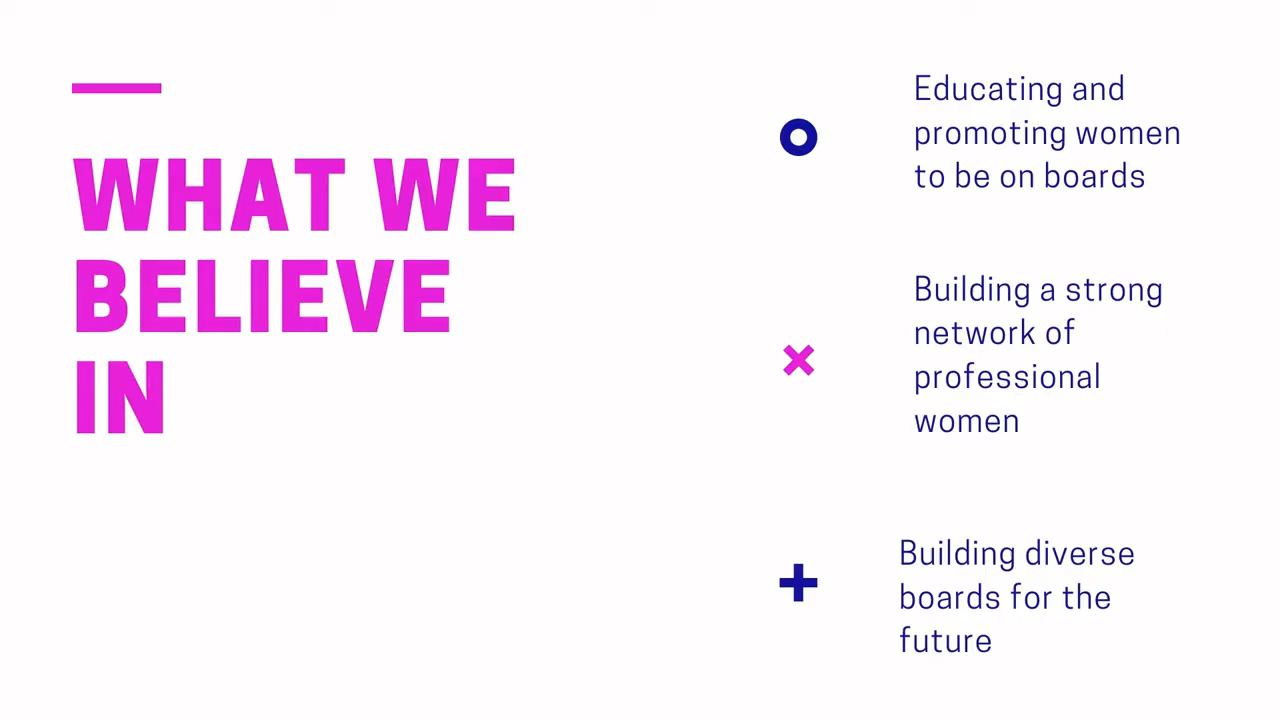 WHAT WE
BELIEVE
IN
Educating and
promoting women
to be on boards
Building a strong
network of
professional
women
Building diverse
boards for the
future